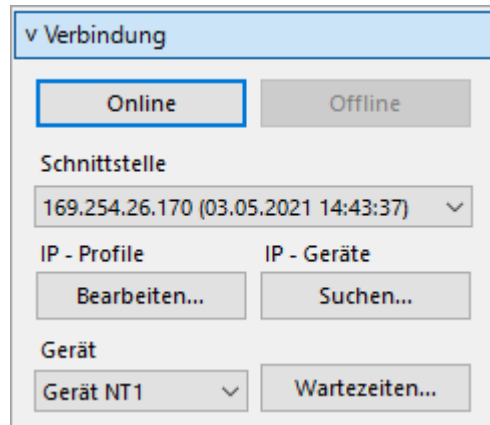 v Verbindung
Online Offline
Schnittstelle
169.254.26.170 (03.05.2021 14:43:37)
IP - Profile IP - Geräte
Bearbeiten... Suchen...
Gerät
Gerät NT1 Wartezeiten...